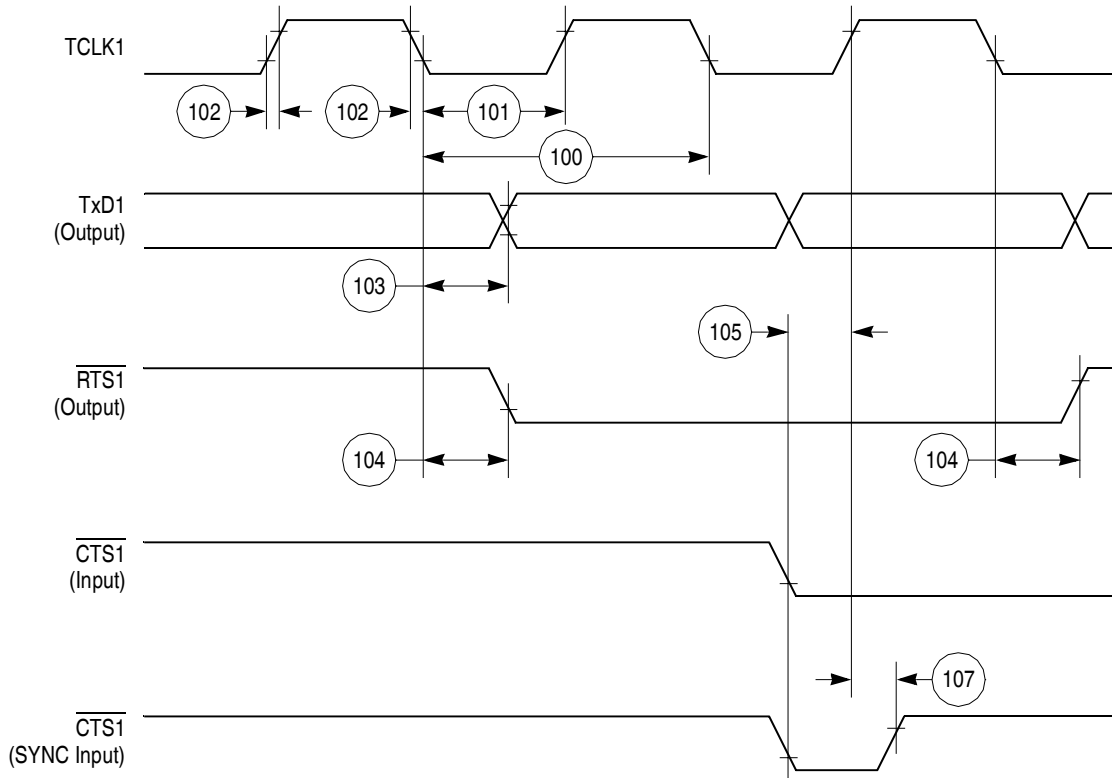 TCLK1
102
102
101
100
TxD1
(Output)
103
105
RTS1
(Output)
104
104
CTS1
(Input)
107
CTS1
(SYNC Input)